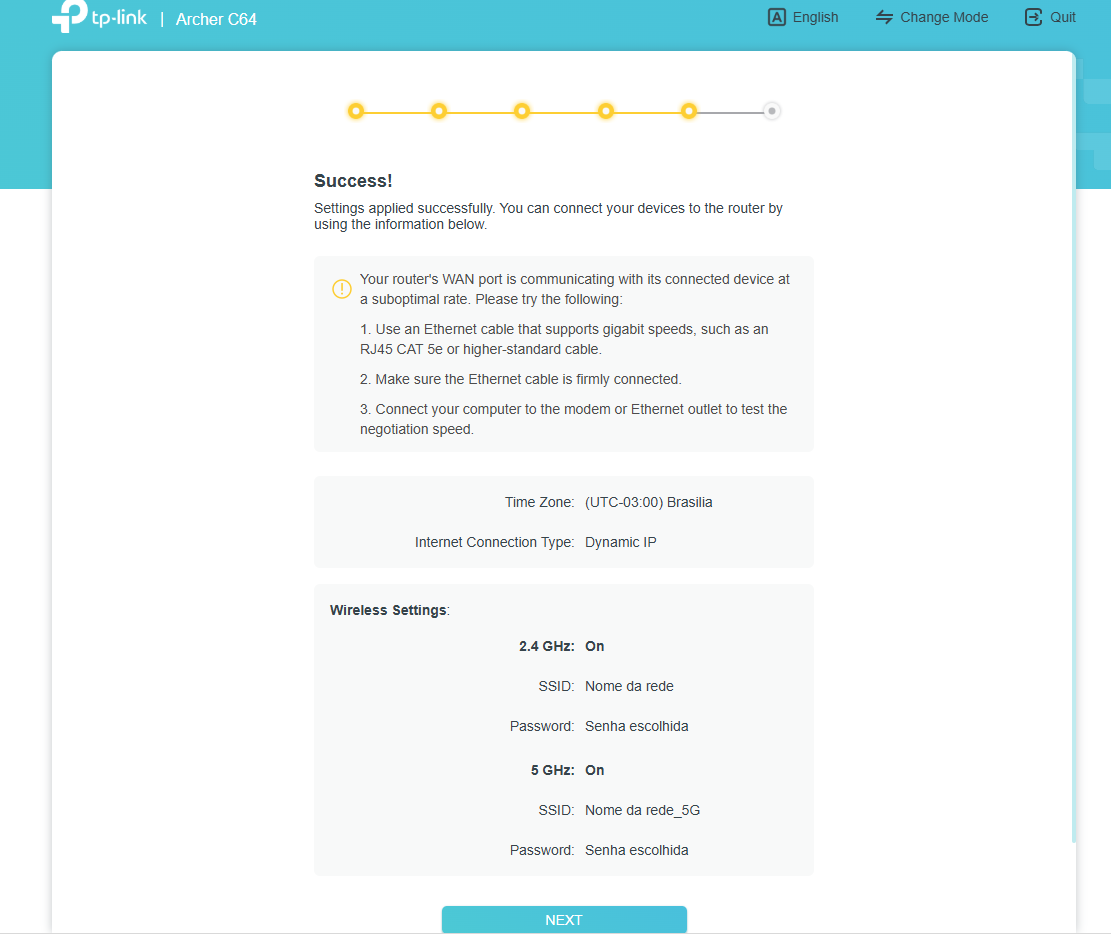 tp-link | Archer C64
English Change Mode Quit
Success!
Settings applied successfully. You can connect your devices to the router by
using the information below.
Your router's WAN port is communicating with its connected device at
a suboptimal rate. Please try the following:
1. Use an Ethernet cable that supports gigabit speeds, such as an
RJ45 CAT 5e or higher-standard cable.
2. Make sure the Ethernet cable is firmly connected.
3. Connect your computer to the modem or Ethernet outlet to test the
negotiation speed.
Time Zone: (UTC-03:00) Brasilia
Internet Connection Type: Dynamic IP
Wireless Settings:
2.4 GHz: On
SSID: Nome da rede
Password: Senha escolhida
5 GHz: On
SSID: Nome da rede_5G
Password: Senha escolhida
NEXT